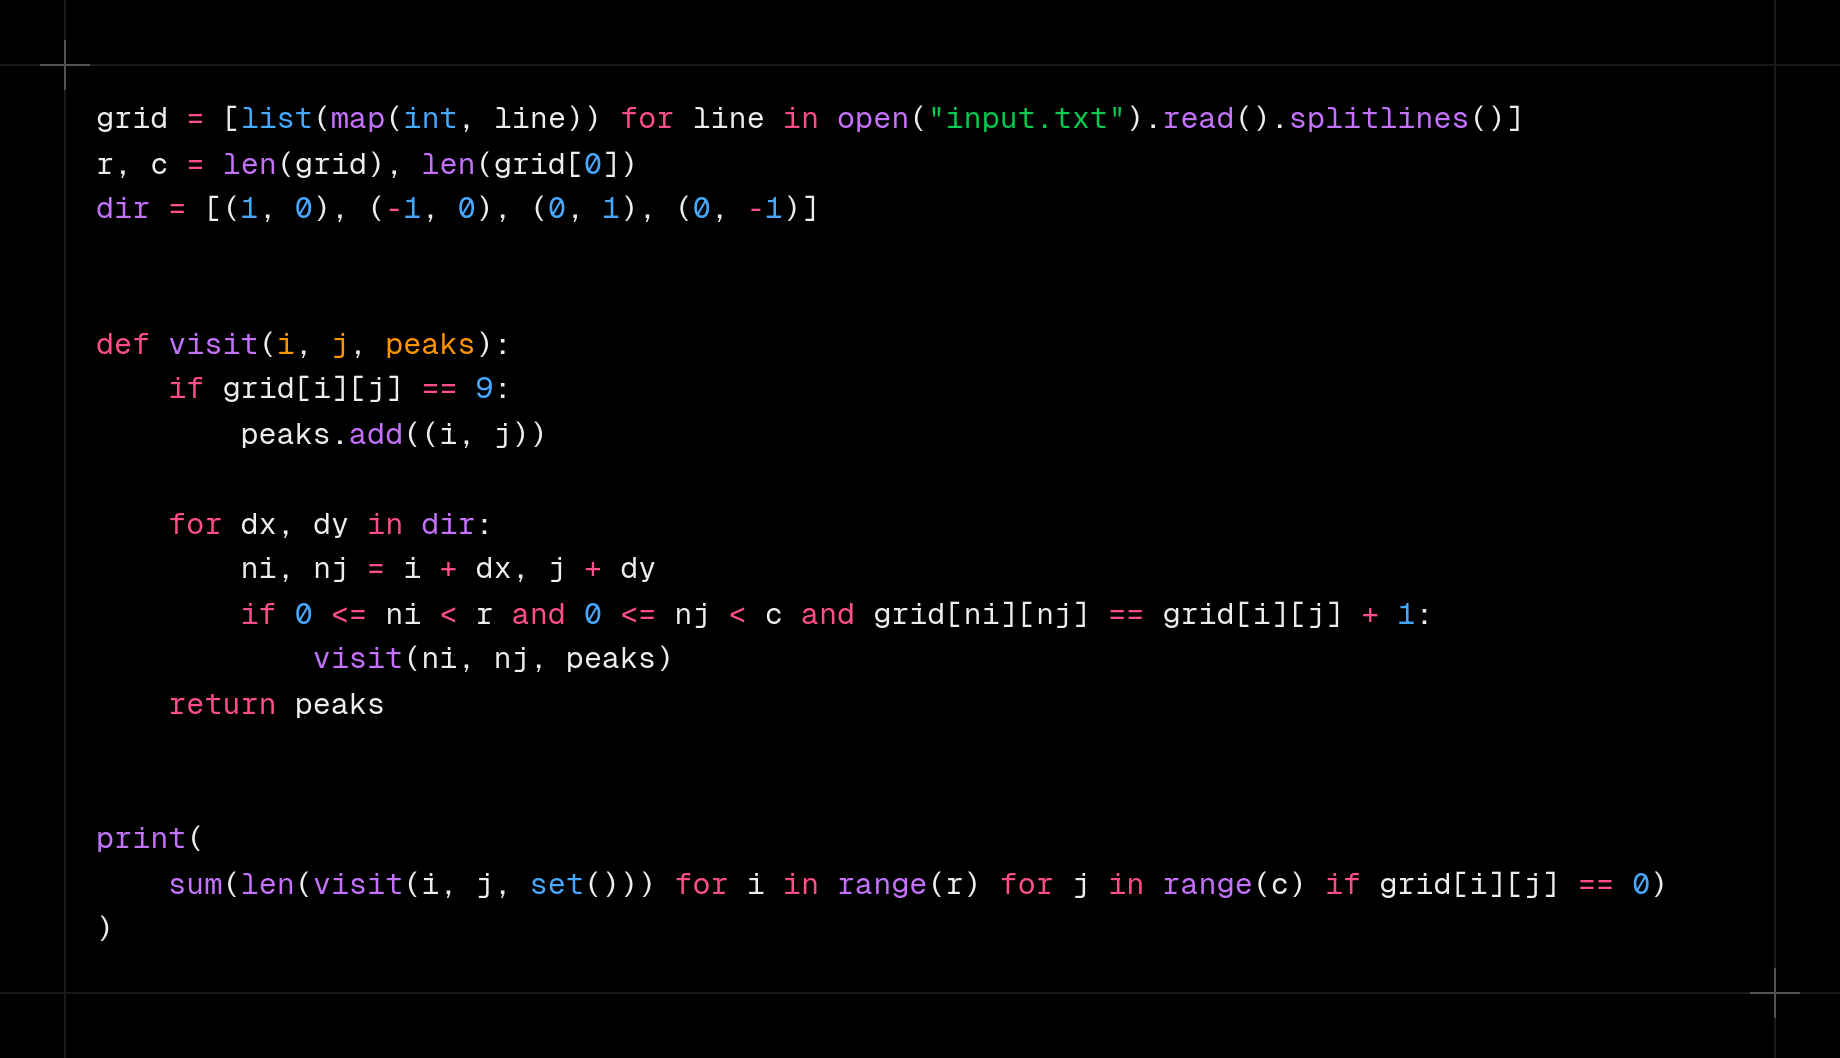 grid = [list(map(int, line)) for line in open("input.txt").read().splitlines()]
r, c = len(grid), len(grid[0])
dir = [(1, 0), (-1, 0), (0, 1), (0, -1)]
def visit(i, j, peaks):
    if grid[i][j] == 9:
        peaks.add((i, j))
    for dx, dy in dir:
        ni, nj = i + dx, j + dy
        if 0 <= ni < r and 0 <= nj < c and grid[ni][nj] == grid[i][j] + 1:
            visit(ni, nj, peaks)
    return peaks
print(
    sum(len(visit(i, j, set())) for i in range(r) for j in range(c) if grid[i][j] == 0)
)